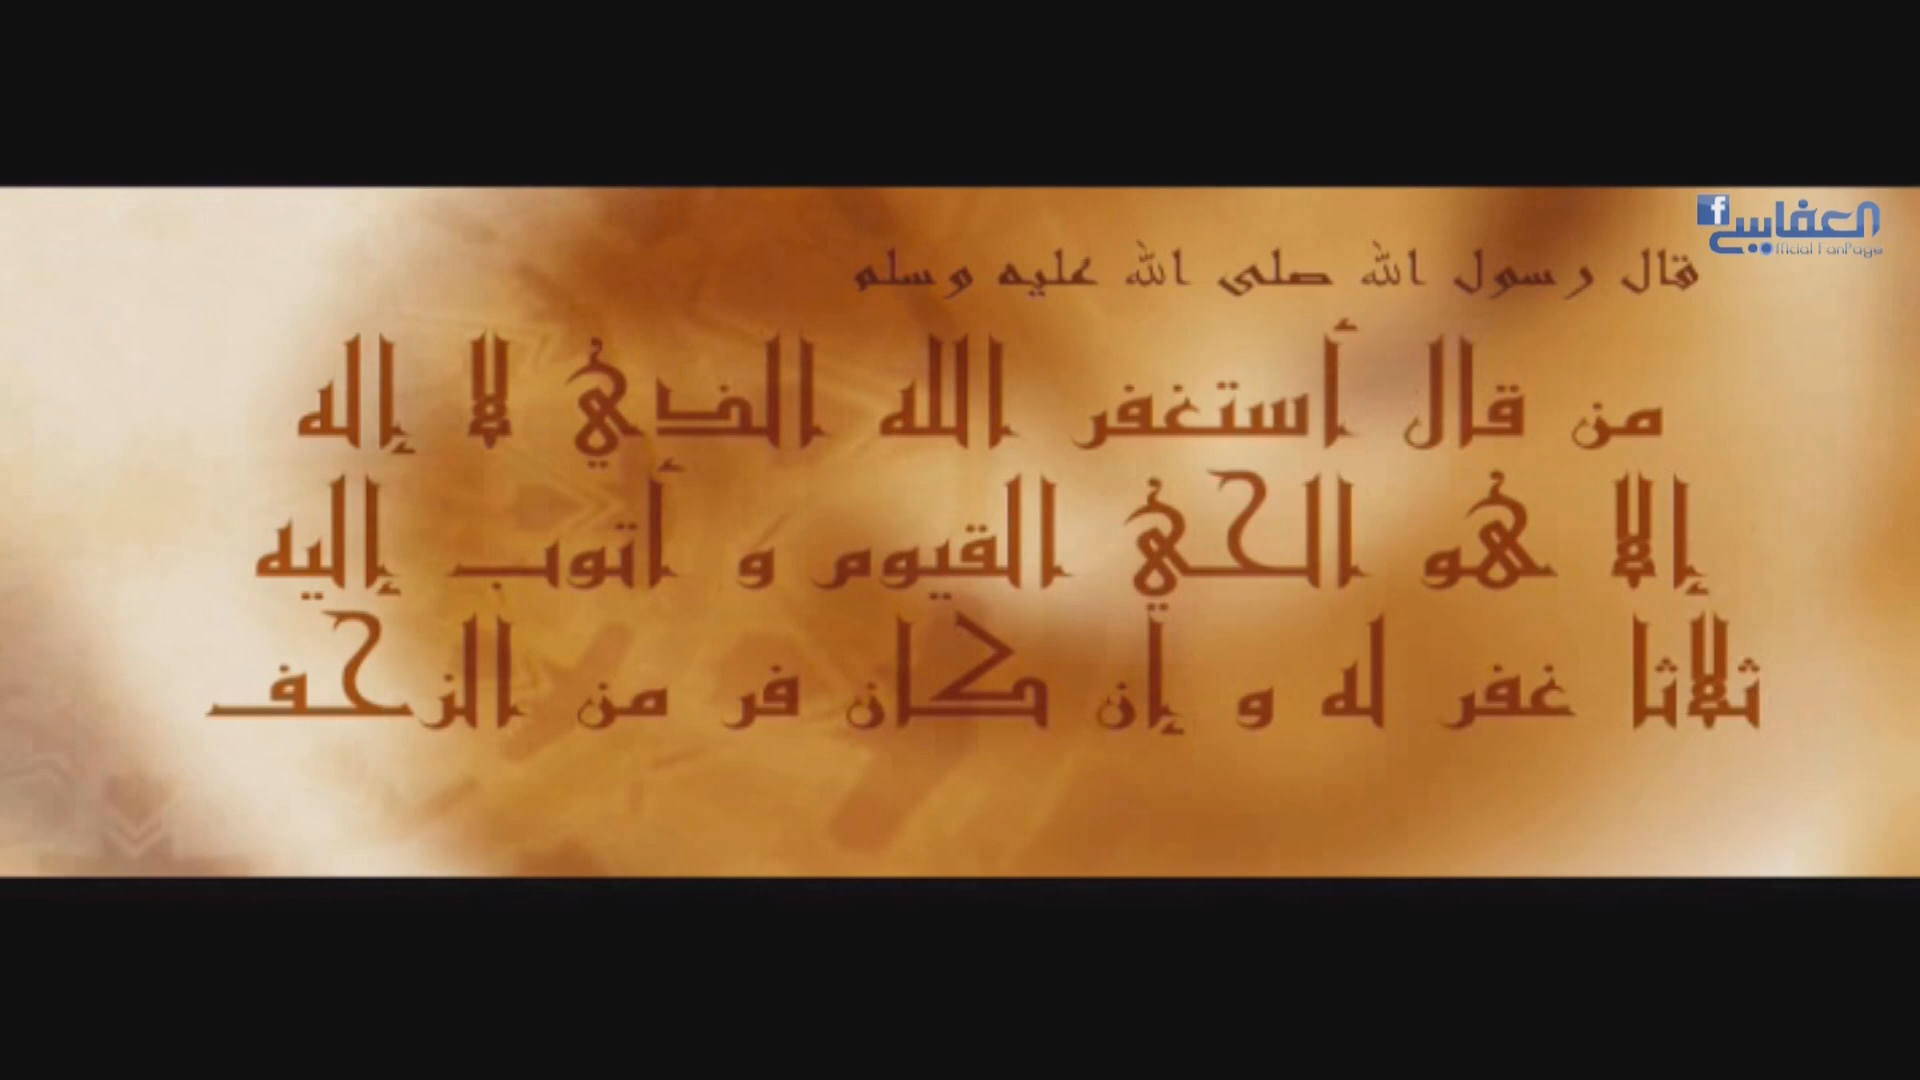 العفاسي
Official FanPage
قال رسول الله صلى الله عليه وسلم
من قال أستغفر الله الذي لا إله
إلا هو الحي القيوم و أتوب إليه
ثلاثا غفر له و إن كان فر من الزحف